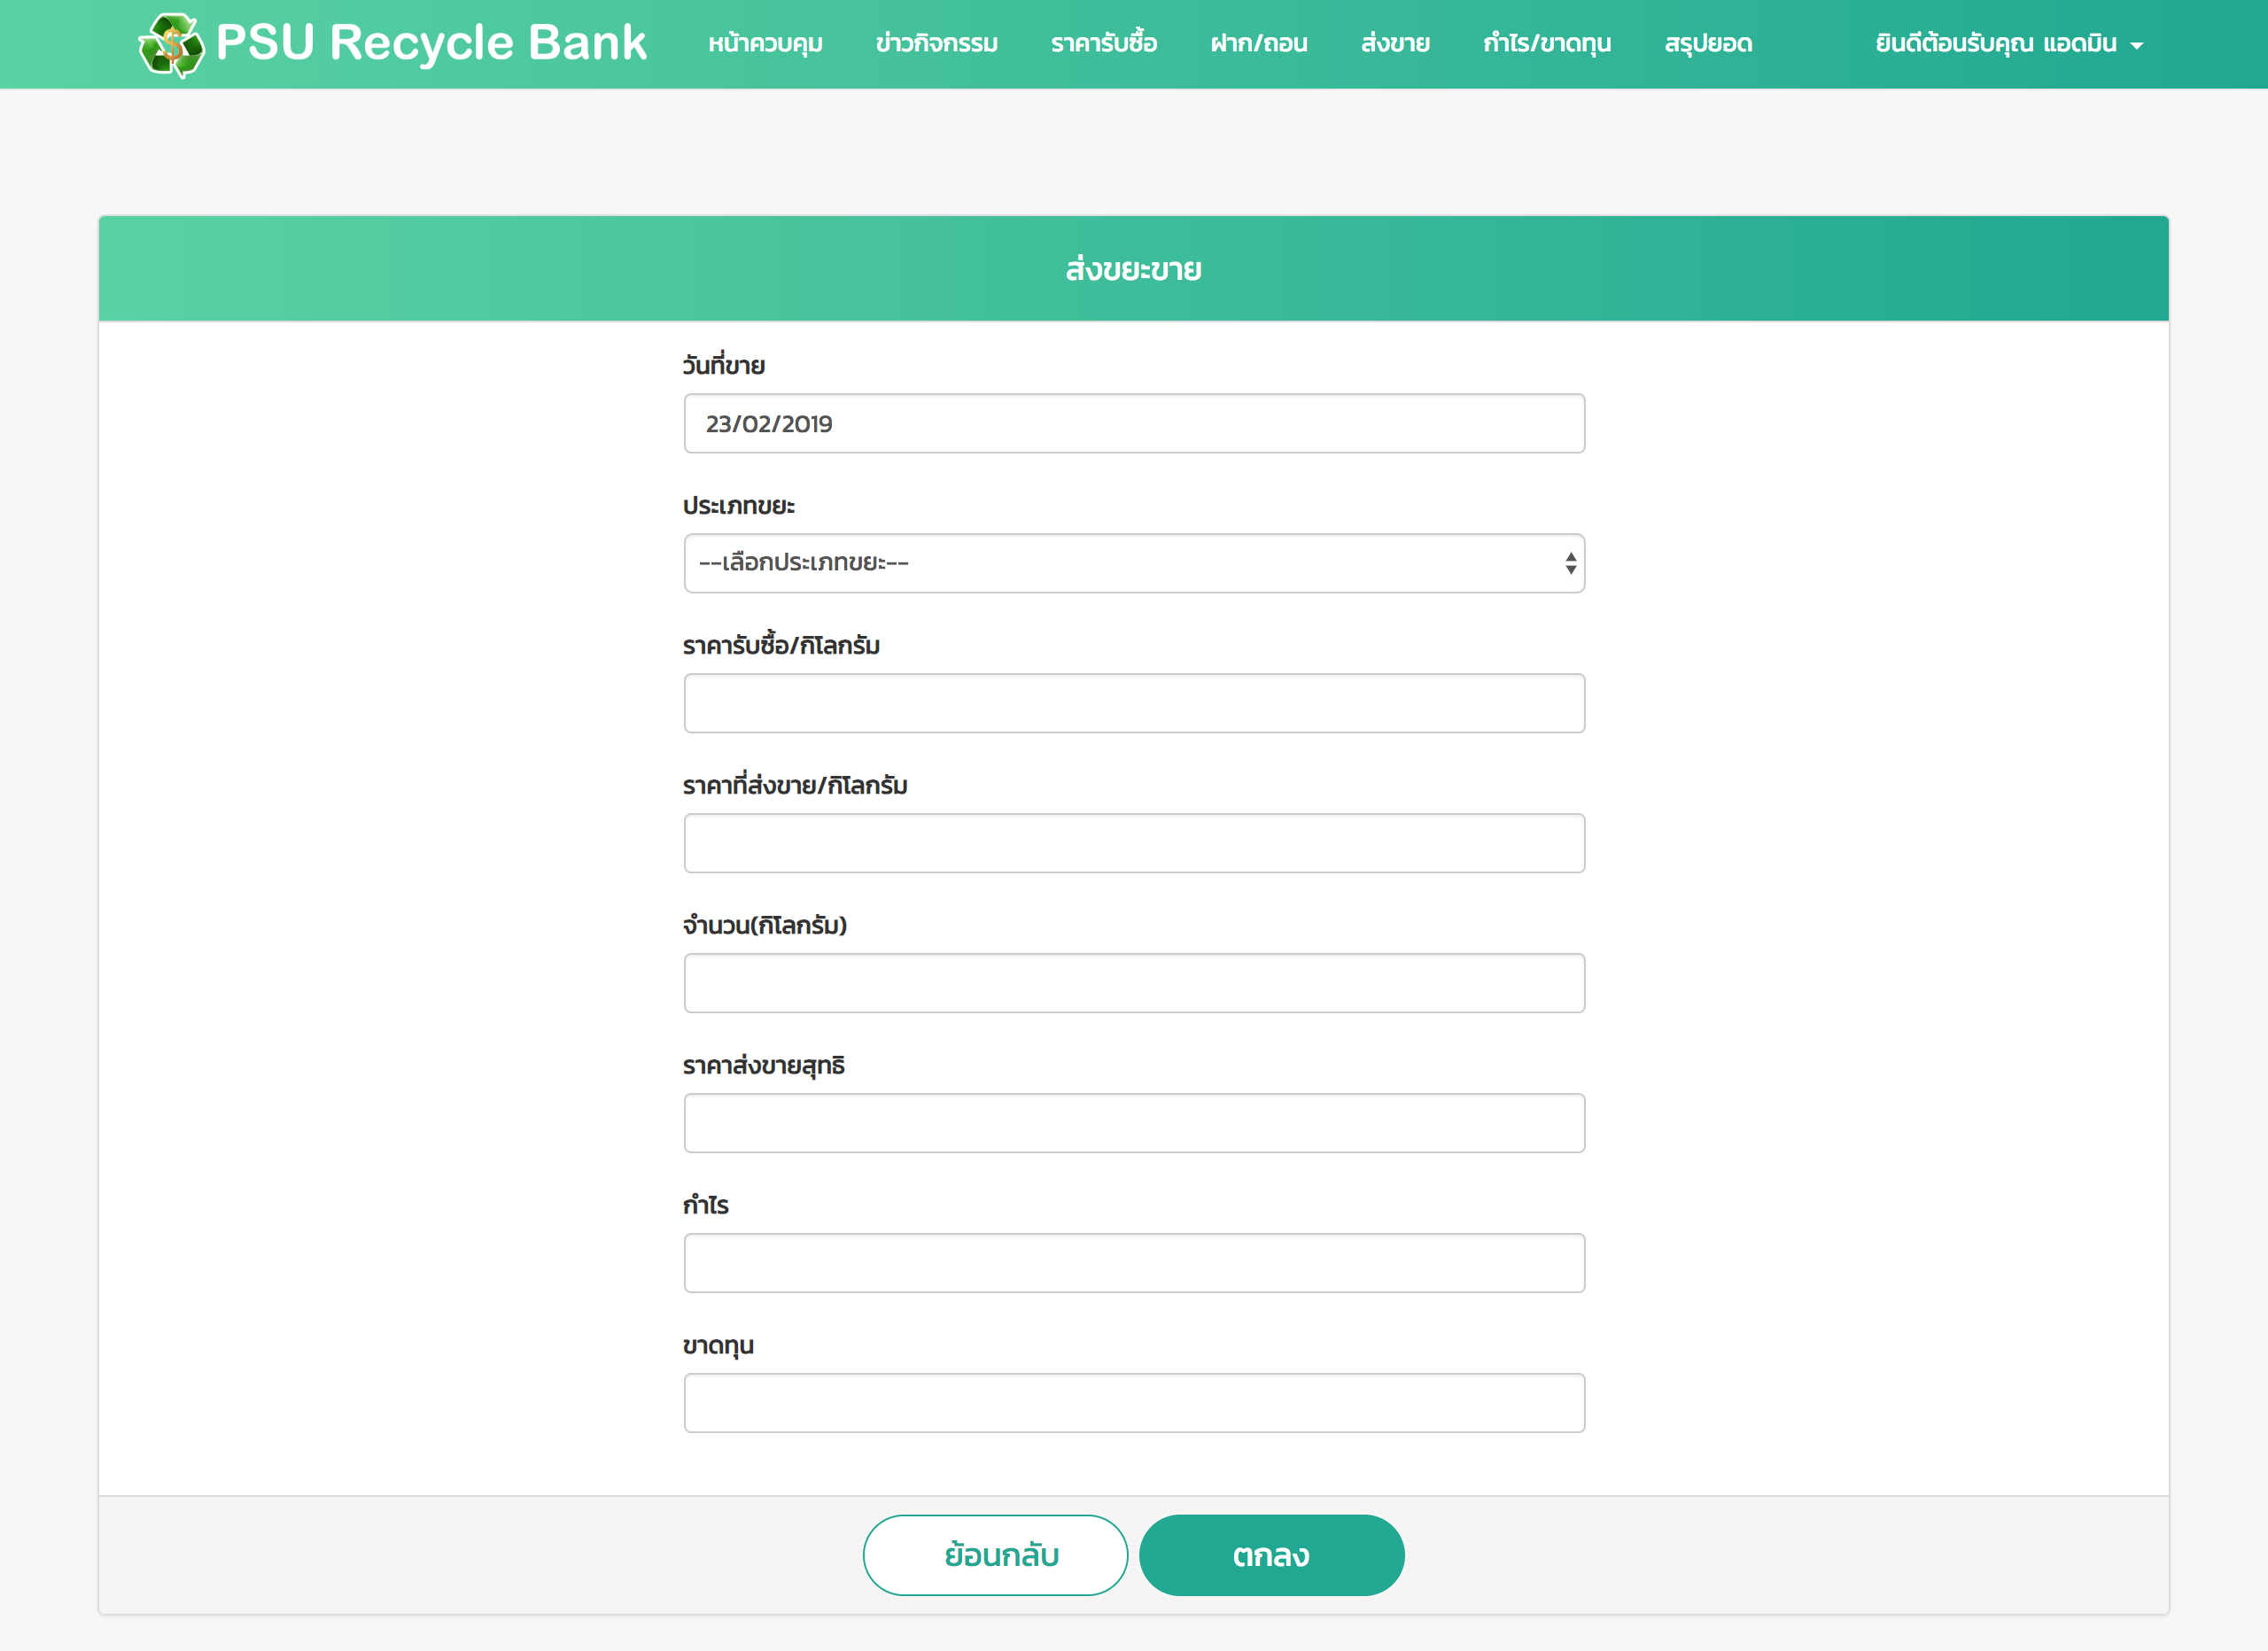 PSU Recycle Bank หน้าควบคุม ข่าวกิจกรรม ราคารับซื้อ ฝาก/ถอน ส่งขาย กำไร/ขาดทุน สรุปยอด ยินดีต้อนรับคุณ แอดมิน
ส่งขยะขาย
วันที่ขาย
23/02/2019
ประเภทขยะ
--เลือกประเภทขยะ--
ราคารับซื้อ/กิโลกรัม
ราคาที่ส่งขาย/กิโลกรัม
จำนวน(กิโลกรัม)
ราคาส่งขายสุทธิ
กำไร
ขาดทุน
ย้อนกลับ ตกลง